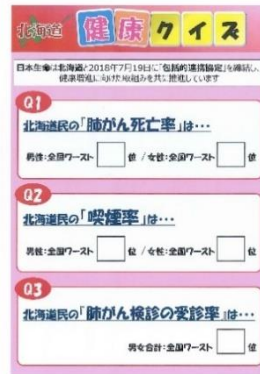 北海道 健康クイズ
日本生命は北海道と2018年7月19日に「包括的連携協定」を締結し、
健康増進に向けた取組みを共に推進しています
Q1
北海道民の「肺がん死亡率」は…
男性:全国ワースト 位 / 女性:全国ワースト 位
Q2
北海道民の「喫煙率」は…
男性:全国ワースト 位 / 女性:全国ワースト 位
Q3
北海道民の「肺がん検診の受診率」は…
男女合計:全国ワースト 位